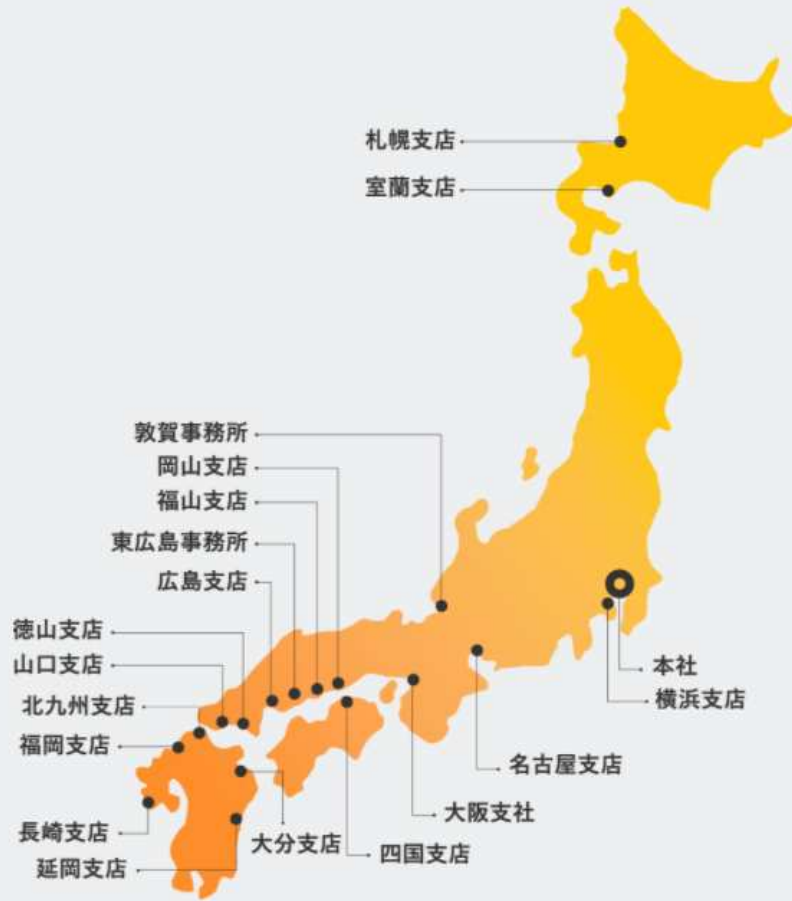 札幌支店
室蘭支店
敦賀事務所
岡山支店
福山支店
東広島事務所
広島支店
徳山支店
山口支店
北九州支店
福岡支店
長崎支店
延岡支店
大分支店
四国支店
大阪支社
名古屋支店
本社
横浜支店